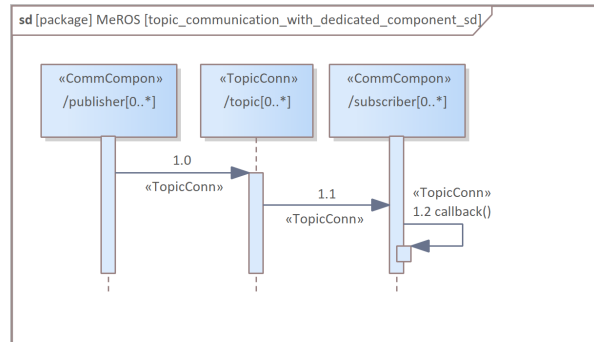 sd [package] MeROS [topic_communication_with_dedicated_component_sd]
«CommCompon»
/publisher[0..*]
«TopicConn»
/topic[0..*]
«CommCompon»
/subscriber[0..*]
1.0
«TopicConn»
1.1
«TopicConn»
«TopicConn»
1.2 callback()